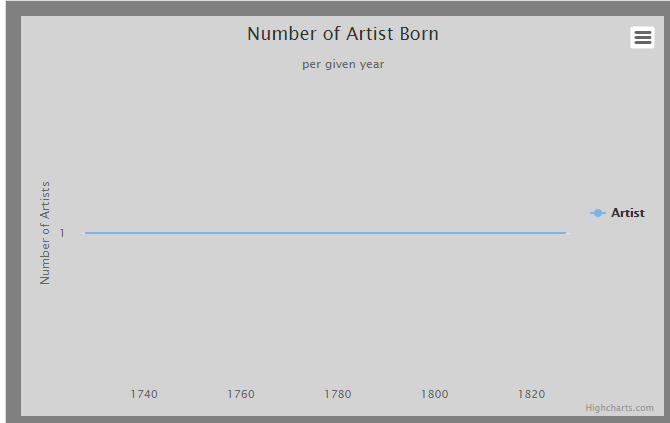 Number of Artist Born
per given year
Number of Artists
1
Artist
1740 1760 1780 1800 1820
Highcharts.com